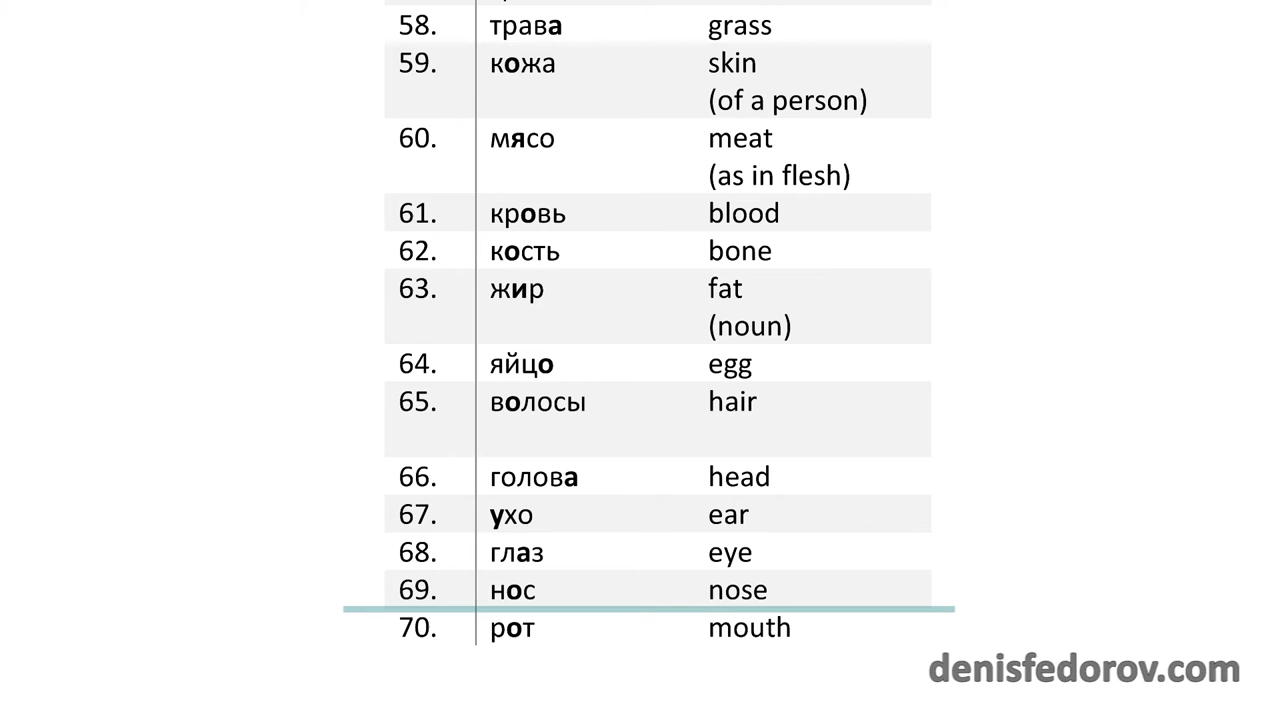 58. трава grass
59. кожа skin
(of a person)
60. мясо meat
(as in flesh)
61. кровь blood
62. кость bone
63. жир fat
(noun)
64. яйцо egg
65. волосы hair
66. голова head
67. ухо ear
68. глаз eye
69. нос nose
70. рот mouth
denisfedorov.com